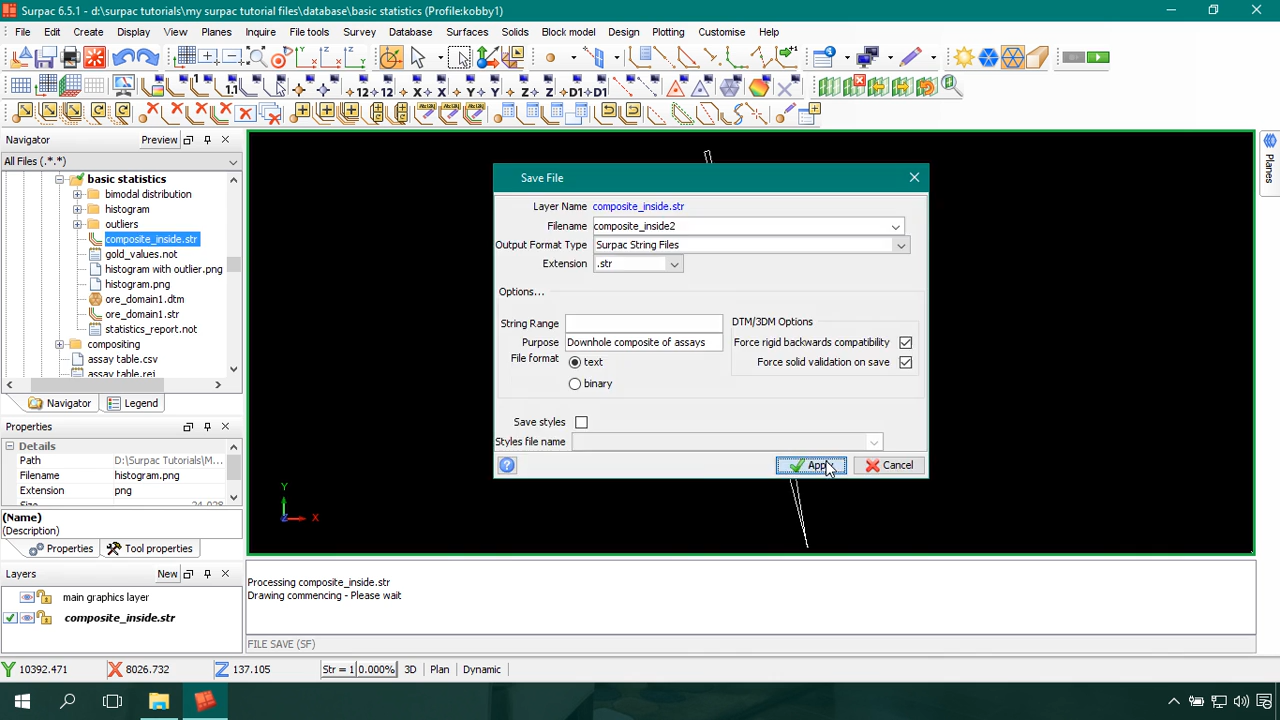 Surpac 6.5.1 - d:\surpac tutorials\my surpac tutorial files\database\basic statistics (Profile:kobby1)
File Edit Create Display View Planes Inquire File tools Survey Database Surfaces Solids Block model Design Plotting Customise Help
Navigator
Preview
All Files (.*.*)
basic statistics
bimodal distribution
histogram
outliers
composite_inside.str
gold_values.not
histogram with outlier.png
histogram.png
ore_domain1.dtm
ore_domain1.str
statistics_report.not
compositing
assay table.csv
assay table.rej
Navigator Legend
Properties
Details
Path D:\Surpac Tutorials\M...
Filename histogram.png
Extension png
(Name)
(Description)
Properties Tool properties
Layers New
main graphics layer
composite_inside.str
Save File
Layer Name composite_inside.str
Filename composite_inside2
Output Format Type Surpac String Files
Extension .str
Options...
String Range
Purpose Downhole composite of assays
File format text
binary
DTM/3DM Options
Force rigid backwards compatibility
Force solid validation on save
Save styles
Styles file name
Apply Cancel
Y
X
Z
Processing composite_inside.str
Drawing commencing - Please wait
FILE SAVE (SF)
Planes
Y 10392.471 X 8026.732 Z 137.105 Str = 1 0.000% 3D Plan Dynamic